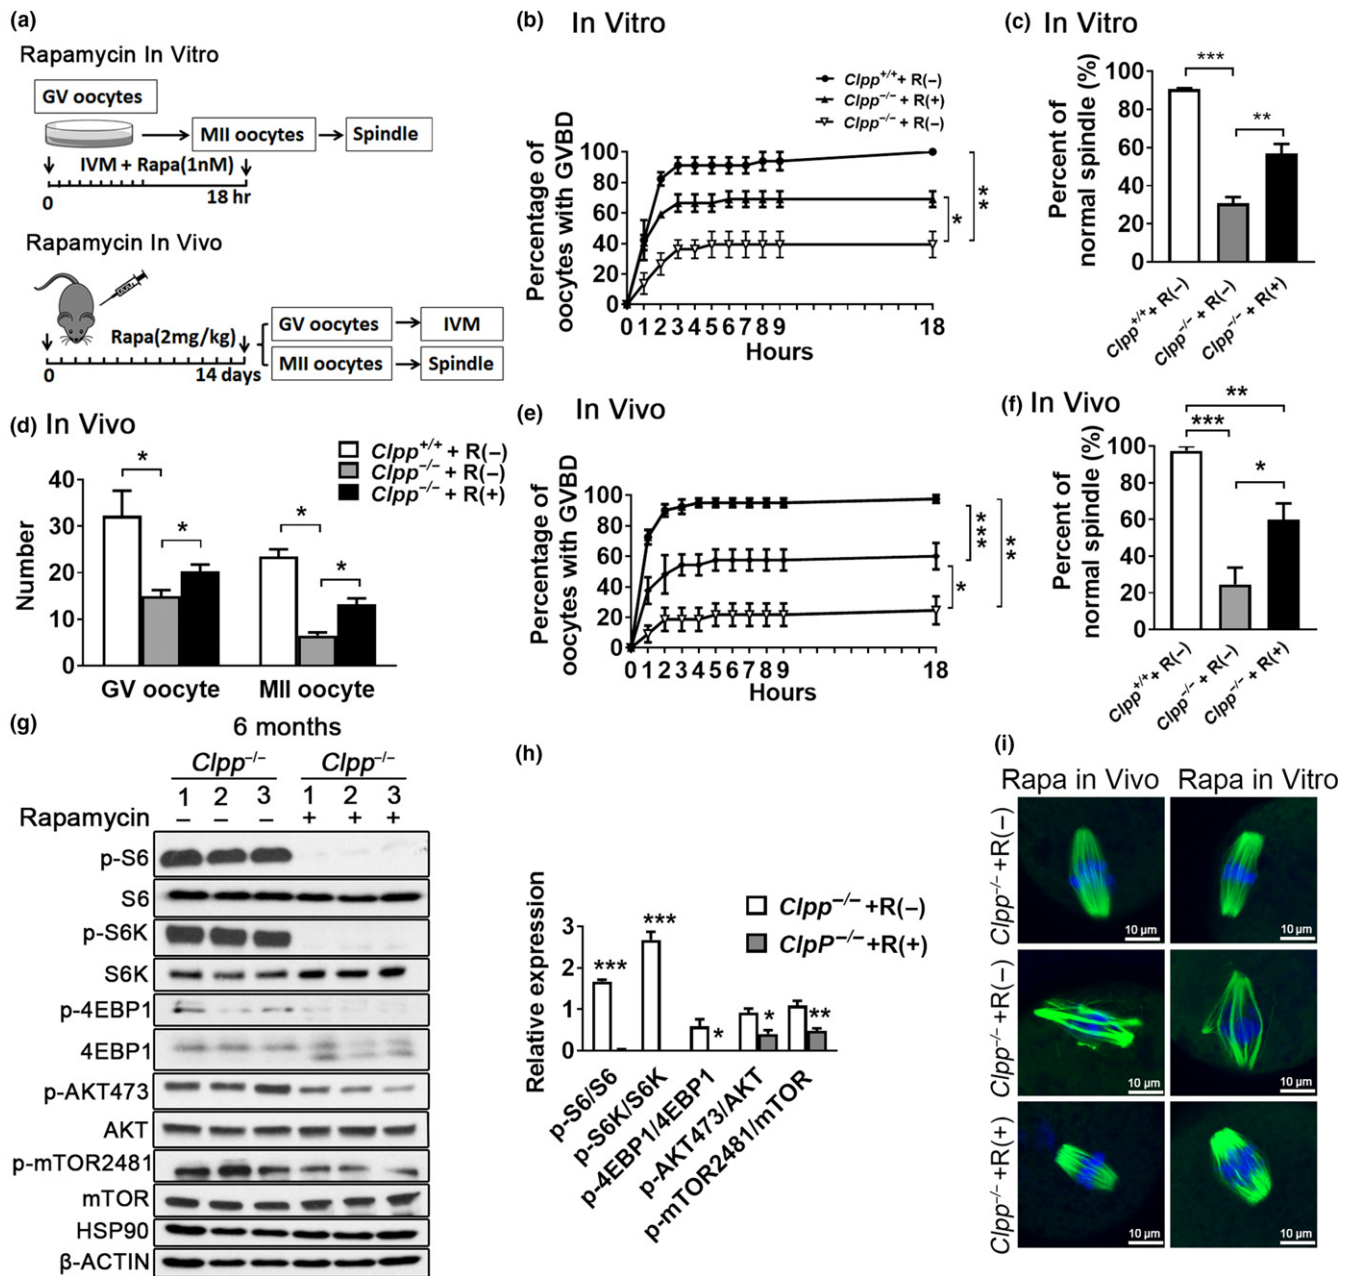 (a)
Rapamycin In Vitro
GV oocytes
MII oocytes
Spindle
IVM + Rapa(1nM)
0
18 hr
Rapamycin In Vivo
Rapa(2mg/kg)
0
14 days
GV oocytes
IVM
MII oocytes
Spindle
(b) In Vitro
Clpp+/+ + R(−)
Clpp−/− + R(+)
Clpp−/− + R(−)
Percentage of
oocytes with GVBD
100
80
60
40
20
0
0 1 2 3 4 5 6 7 8 9 18
Hours
*
**
(c) In Vitro
Percent of
normal spindle (%)
100
80
60
40
20
0
***
**
Clpp+/+ + R(−)
Clpp−/− + R(−)
Clpp−/− + R(+)
(d) In Vivo
Clpp+/+ + R(−)
Clpp−/− + R(−)
Clpp−/− + R(+)
Number
40
30
20
10
0
* * * *
GV oocyte MII oocyte
(e) In Vivo
Percentage of
oocytes with GVBD
100
80
60
40
20
0
0 1 2 3 4 5 6 7 8 9 18
Hours
***
*
**
(f) In Vivo
Percent of
normal spindle (%)
100
80
60
40
20
0
**
***
*
Clpp+/+ + R(−)
Clpp−/− + R(−)
Clpp−/− + R(+)
(g)
6 months
Clpp−/− Clpp−/−
1 2 3 1 2 3
Rapamycin − − − + + +
p-S6
S6
p-S6K
S6K
p-4EBP1
4EBP1
p-AKT473
AKT
p-mTOR2481
mTOR
HSP90
β-ACTIN
(h)
Clpp−/− +R(−)
ClpP−/− +R(+)
Relative expression
3
2
1
0
*** *** * * **
p-S6/S6
p-S6K/S6K
p-4EBP1/4EBP1
p-AKT473/AKT
p-mTOR2481/mTOR
(i)
Rapa in Vivo Rapa in Vitro
Clpp−/− +R(−)
10 µm 10 µm
Clpp−/− +R(−)
10 µm 10 µm
Clpp−/− +R(+)
10 µm 10 µm